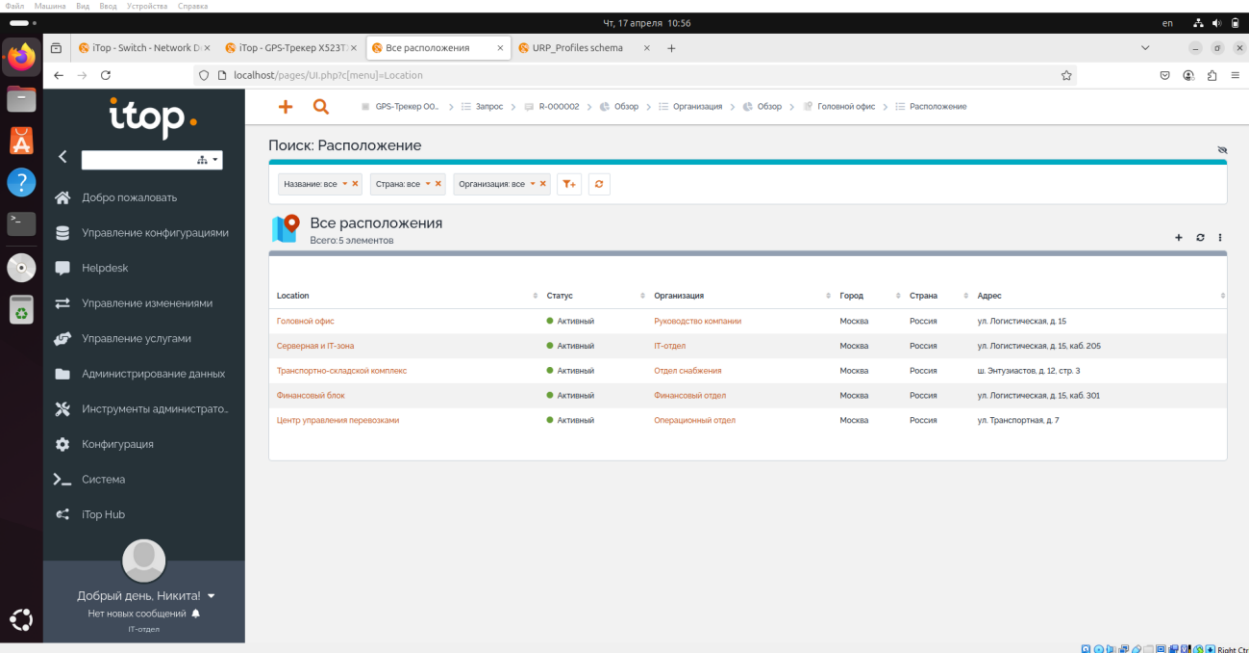 Файл Машина Вид Ввод Устройства Справка
Чт, 17 апреля 10:56
en
iTop - Switch - Network D
iTop - GPS-Трекер X523T
Все расположения
URP_Profiles schema
localhost/pages/UI.php?c[menu]=Location
itop
GPS-Трекер 00.. > Запрос > R-000002 > Обзор > Организация > Обзор > Головной офис > Расположение
Поиск: Расположение
Название: все
Страна: все
Организация: все
Все расположения
Всего: 5 элементов
Location Статус Организация Город Страна Адрес
Головной офис Активный Руководство компании Москва Россия ул. Логистическая, д. 15
Серверная и IT-зона Активный IT-отдел Москва Россия ул. Логистическая, д. 15, каб. 205
Транспортно-складской комплекс Активный Отдел снабжения Москва Россия ш. Энтузиастов, д. 12, стр. 3
Финансовый блок Активный Финансовый отдел Москва Россия ул. Логистическая, д. 15, каб. 301
Центр управления перевозками Активный Операционный отдел Москва Россия ул. Транспортная, д. 7
Добро пожаловать
Управление конфигурациями
Helpdesk
Управление изменениями
Управление услугами
Администрирование данных
Инструменты администрато...
Конфигурация
Система
iTop Hub
Добрый день, Никита!
Нет новых сообщений
IT-отдел
Right Ctr